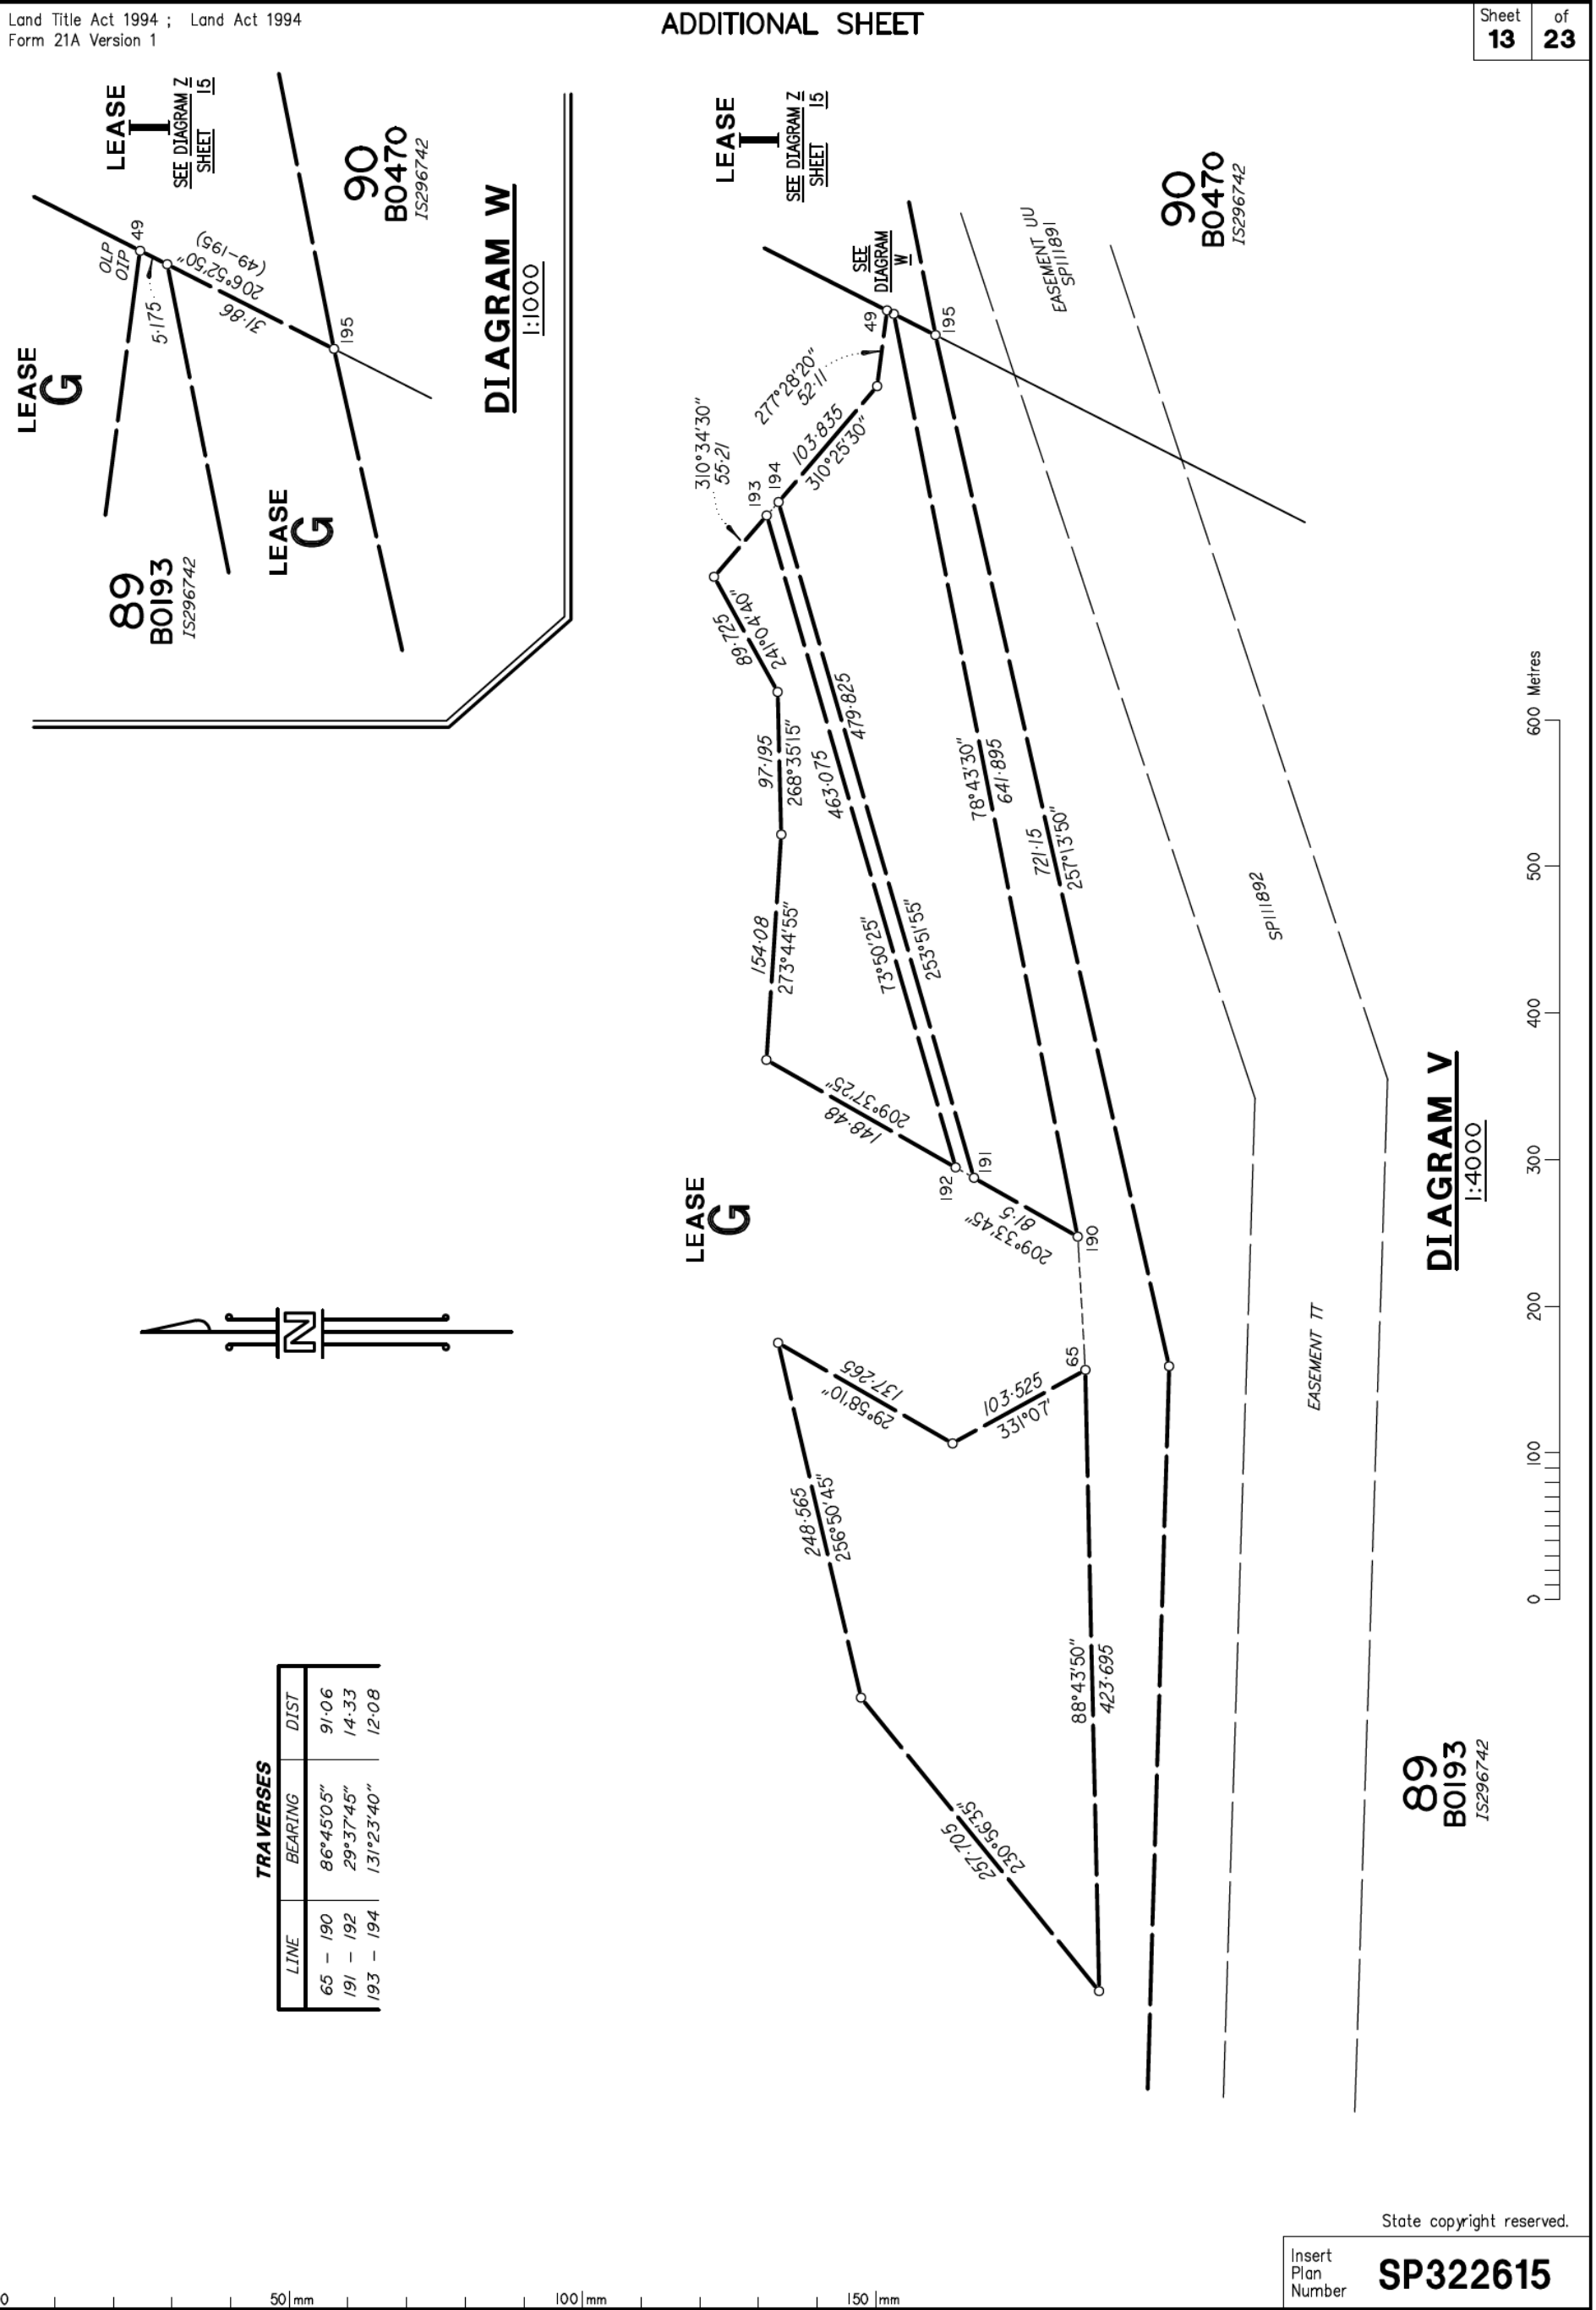 Land Title Act 1994 ; Land Act 1994
Form 21A Version 1
ADDITIONAL SHEET
Sheet 13 of 23
LEASE
I
SEE DIAGRAM Z
SHEET 15
90
BO470
IS296742
OLP
OIP
49
5·175
206°52'50"
(49-195)
31·86
195
LEASE
G
LEASE
G
89
BO193
IS296742
DIAGRAM W
1:1000
LEASE
I
SEE DIAGRAM Z
SHEET 15
90
BO470
IS296742
EASEMENT UU
SP111891
SEE
DIAGRAM
W
49
195
277°28'20"
52·11
310°34'30"
55·21
103·835
310°25'30"
193
194
89·725
241°04'40"
97·195
268°35'15"
463·075
479·825
154·08
273°44'55"
73°50'25"
253°51'55"
78°43'30"
641·895
721·15
257°13'50"
SP111892
209°37'25"
148·48
192
191
81·5
209°33'45"
190
LEASE
G
65
137·265
29°58'10"
103·525
331°07'
248·565
256°50'45"
88°43'50"
423·695
257·705
230°56'35"
EASEMENT TT
89
BO193
IS296742
DIAGRAM V
1:4000
0 100 200 300 400 500 600 Metres
N
TRAVERSES
LINE BEARING DIST
65 - 190 86°45'05" 91·06
191 - 192 29°37'45" 14·33
193 - 194 131°23'40" 12·08
State copyright reserved.
Insert
Plan
Number
SP322615
0 50 mm 100 mm 150 mm